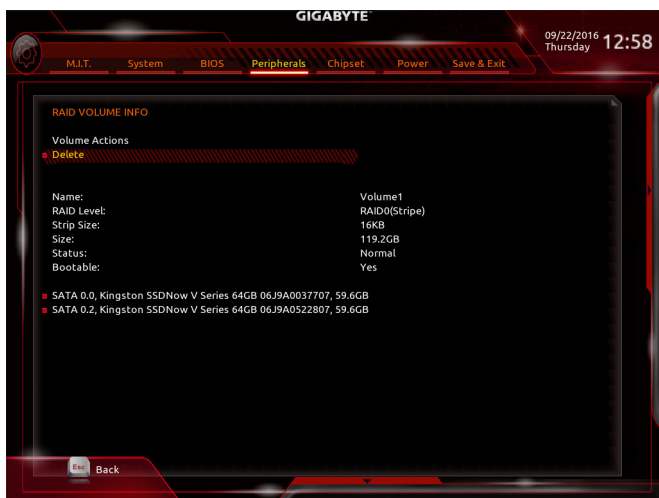 GIGABYTE™
09/22/2016
Thursday
12:58
M.I.T. System BIOS Peripherals Chipset Power Save & Exit
RAID VOLUME INFO
Volume Actions
Delete
Name: Volume1
RAID Level: RAID0(Stripe)
Strip Size: 16KB
Size: 119.2GB
Status: Normal
Bootable: Yes
SATA 0.0, Kingston SSDNow V Series 64GB 06J9A0037707, 59.6GB
SATA 0.2, Kingston SSDNow V Series 64GB 06J9A0522807, 59.6GB
Esc Back